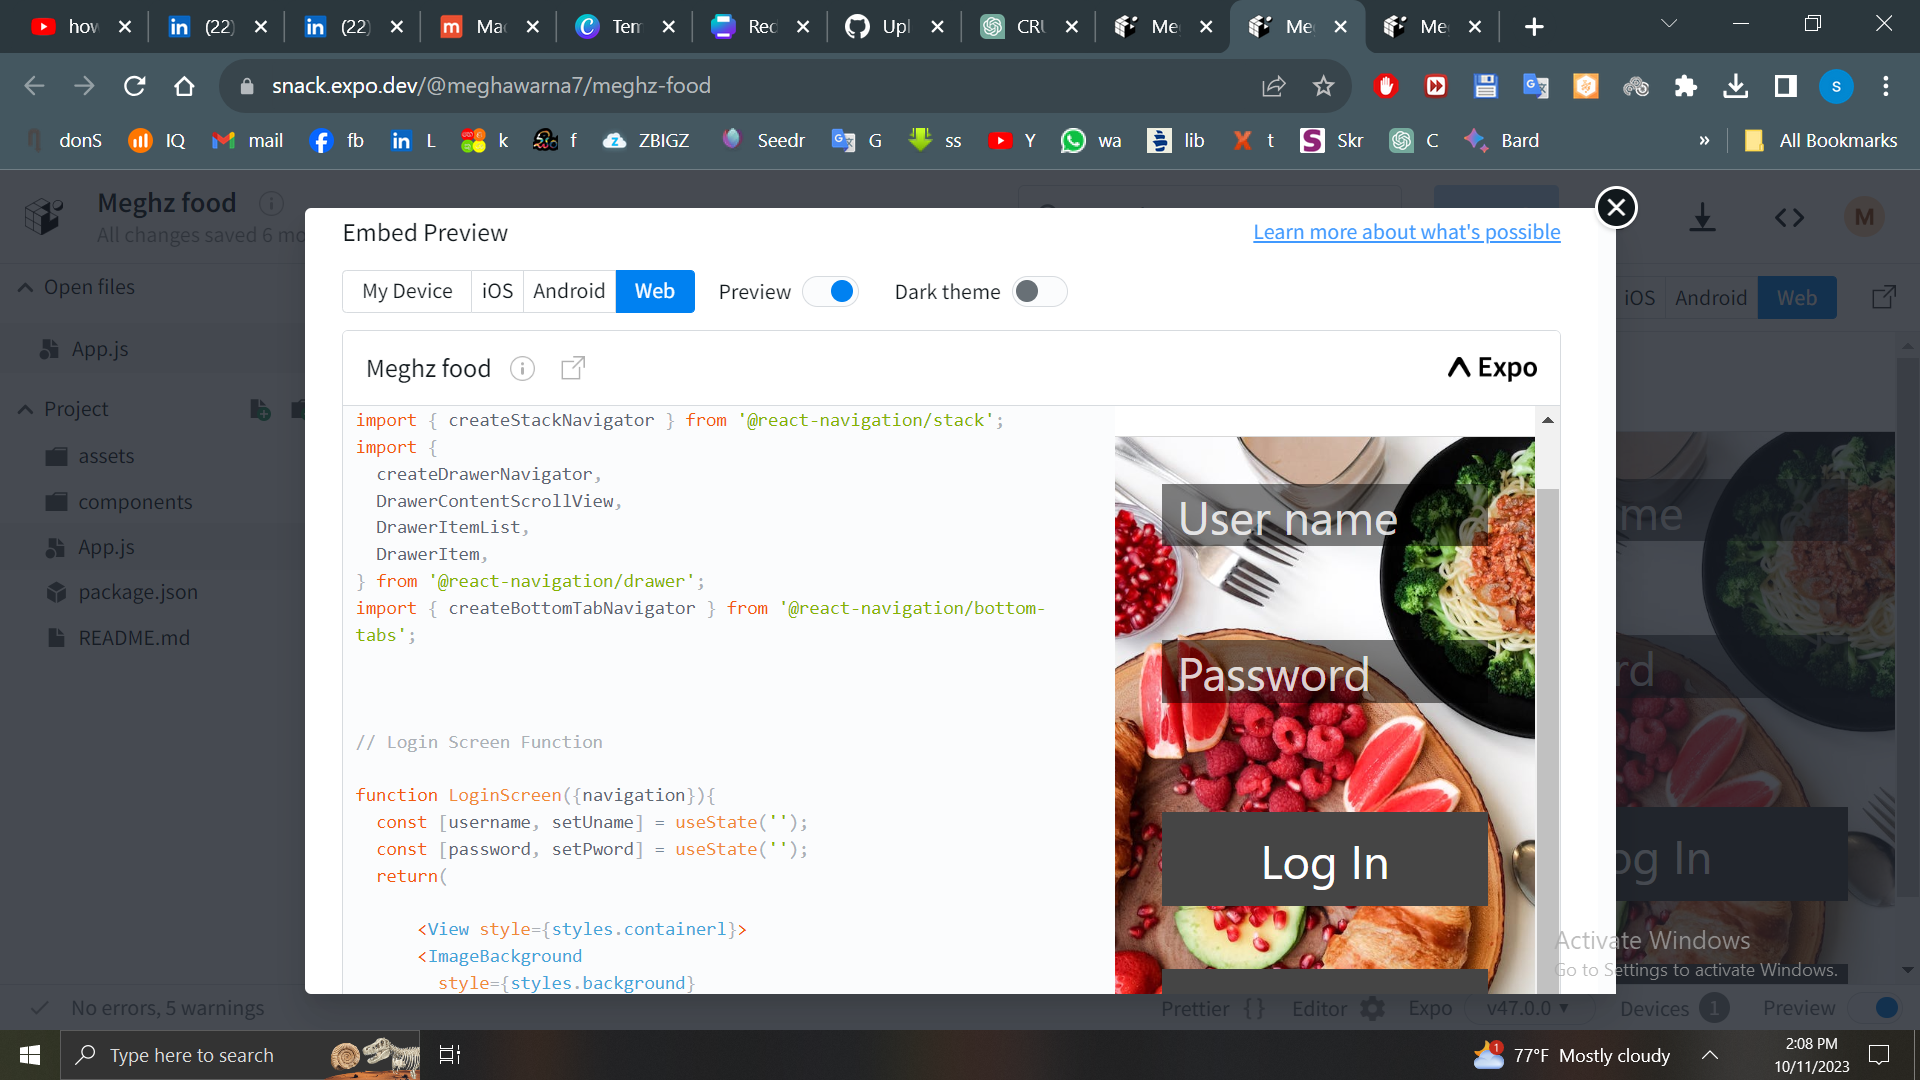 how
(22)
(22)
Ma
Tem
Red
Upl
CRU
Me
Me
Me
snack.expo.dev/@meghawarna7/meghz-food
S
donS
IQ
mail
fb
L
k
f
ZBIGZ
Seedr
G
ss
Y
wa
lib
t
Skr
C
Bard
»
All Bookmarks
Meghz food
All changes saved 6 mo
M
Embed Preview
Learn more about what's possible
My Device
iOS
Android
Web
Preview
Dark theme
Open files
App.js
Project
assets
components
App.js
package.json
README.md
iOS
Android
Web
Meghz food
Expo
import { createStackNavigator } from '@react-navigation/stack';
import {
createDrawerNavigator,
DrawerContentScrollView,
DrawerItemList,
DrawerItem,
} from '@react-navigation/drawer';
import { createBottomTabNavigator } from '@react-navigation/bottom-
tabs';
// Login Screen Function
function LoginScreen({navigation}){
const [username, setUname] = useState('');
const [password, setPword] = useState('');
return(
<View style={styles.containerl}>
<ImageBackground
style={styles.background}
User name
Password
Log In
me
rd
og In
Activate Windows
Go to Settings to activate Windows.
No errors, 5 warnings
Prettier { }
Editor
Expo
v47.0.0
Devices 1
Preview
Type here to search
1
77°F Mostly cloudy
2:08 PM
10/11/2023